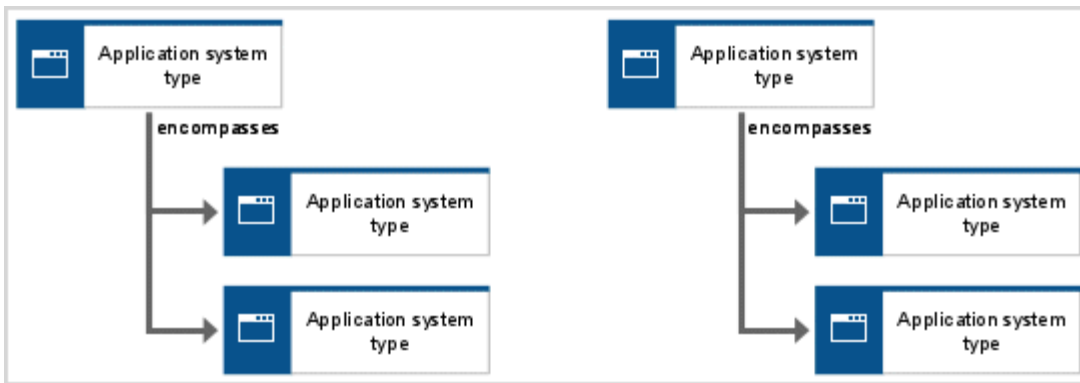 Application system
type
encompasses
Application system
type
Application system
type
Application system
type
encompasses
Application system
type
Application system
type